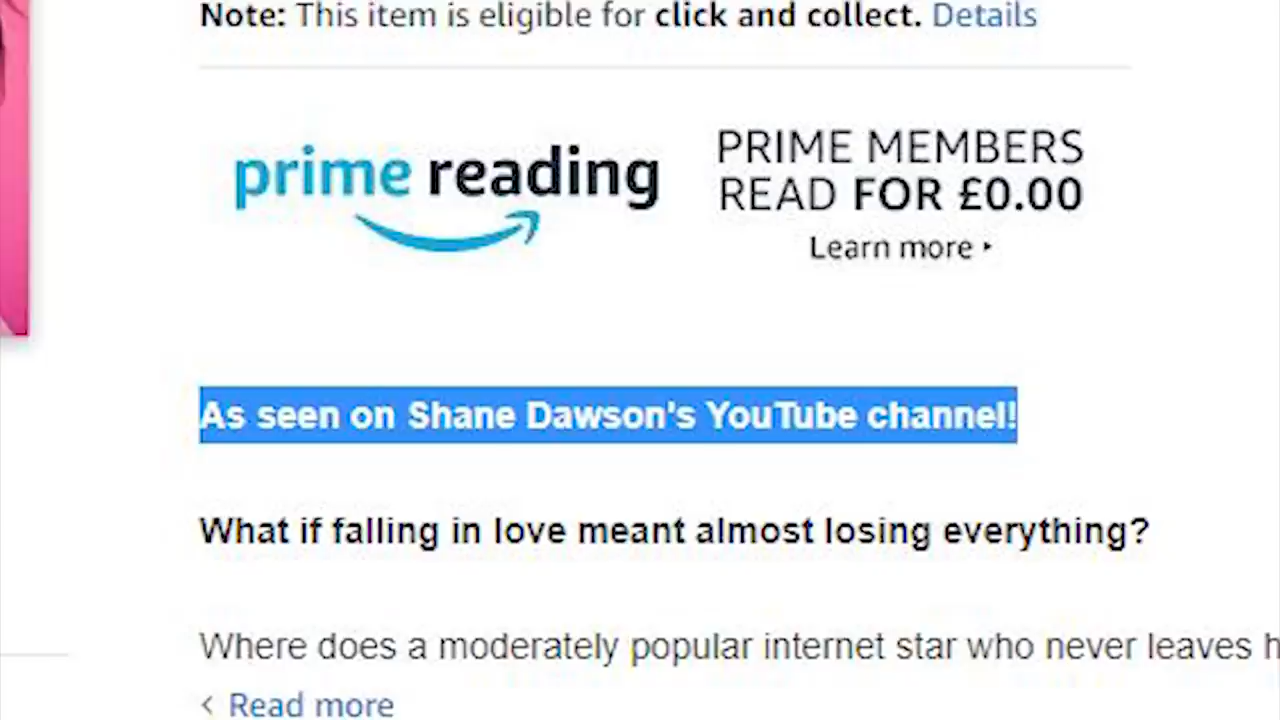 Note: This item is eligible for click and collect. Details
prime reading
PRIME MEMBERS
READ FOR £0.00
Learn more ‣
As seen on Shane Dawson's YouTube channel!
What if falling in love meant almost losing everything?
Where does a moderately popular internet star who never leaves
‹ Read more